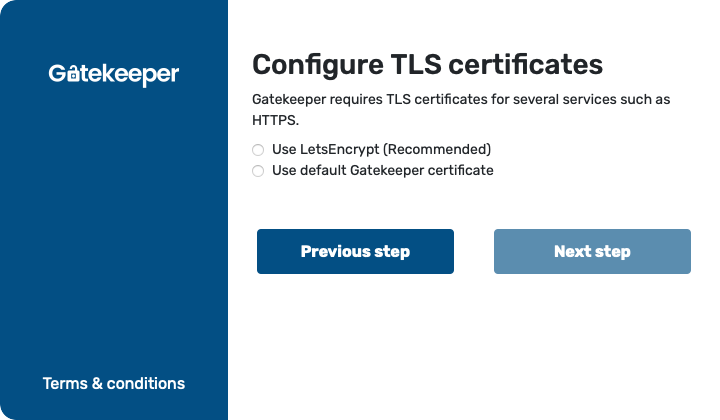 Gatekeeper
Configure TLS certificates
Gatekeeper requires TLS certificates for several services such as
HTTPS.
Use LetsEncrypt (Recommended)
Use default Gatekeeper certificate
Previous step
Next step
Terms & conditions